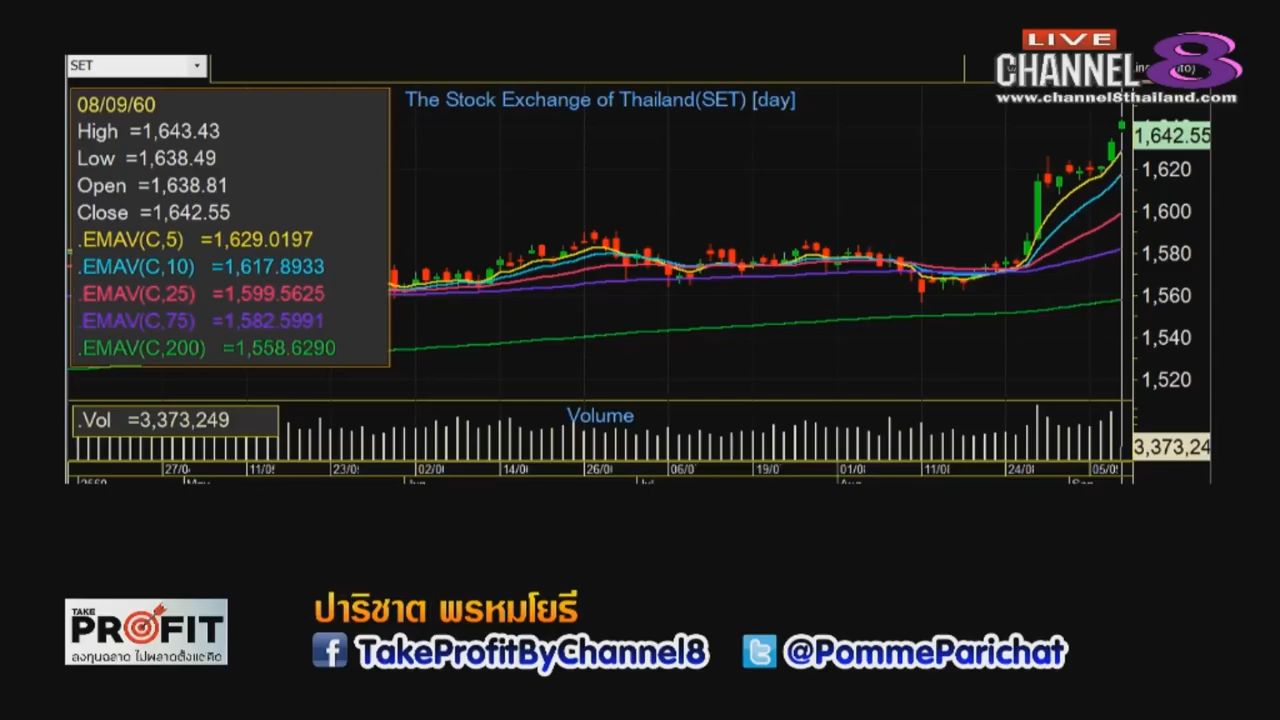 LIVE
CHANNEL 8
www.channel8thailand.com
SET
The Stock Exchange of Thailand(SET) [day]
08/09/60
High =1,643.43
Low =1,638.49
Open =1,638.81
Close =1,642.55
.EMAV(C,5) =1,629.0197
.EMAV(C,10) =1,617.8933
.EMAV(C,25) =1,599.5625
.EMAV(C,75) =1,582.5991
.EMAV(C,200) =1,558.6290
1,642.55
1,620
1,600
1,580
1,560
1,540
1,520
.Vol =3,373,249
Volume
3,373,24
27/0 11/0 23/0 02/0 14/0 26/0 06/0 19/0 01/0 11/0 24/0 05/0
TAKE
PROFIT
ลงทุนฉลาด ไม่พลาดตั้งแต่คิด
ปาริชาต พรหมโยธี
TakeProfitByChannel8 @PommeParichat